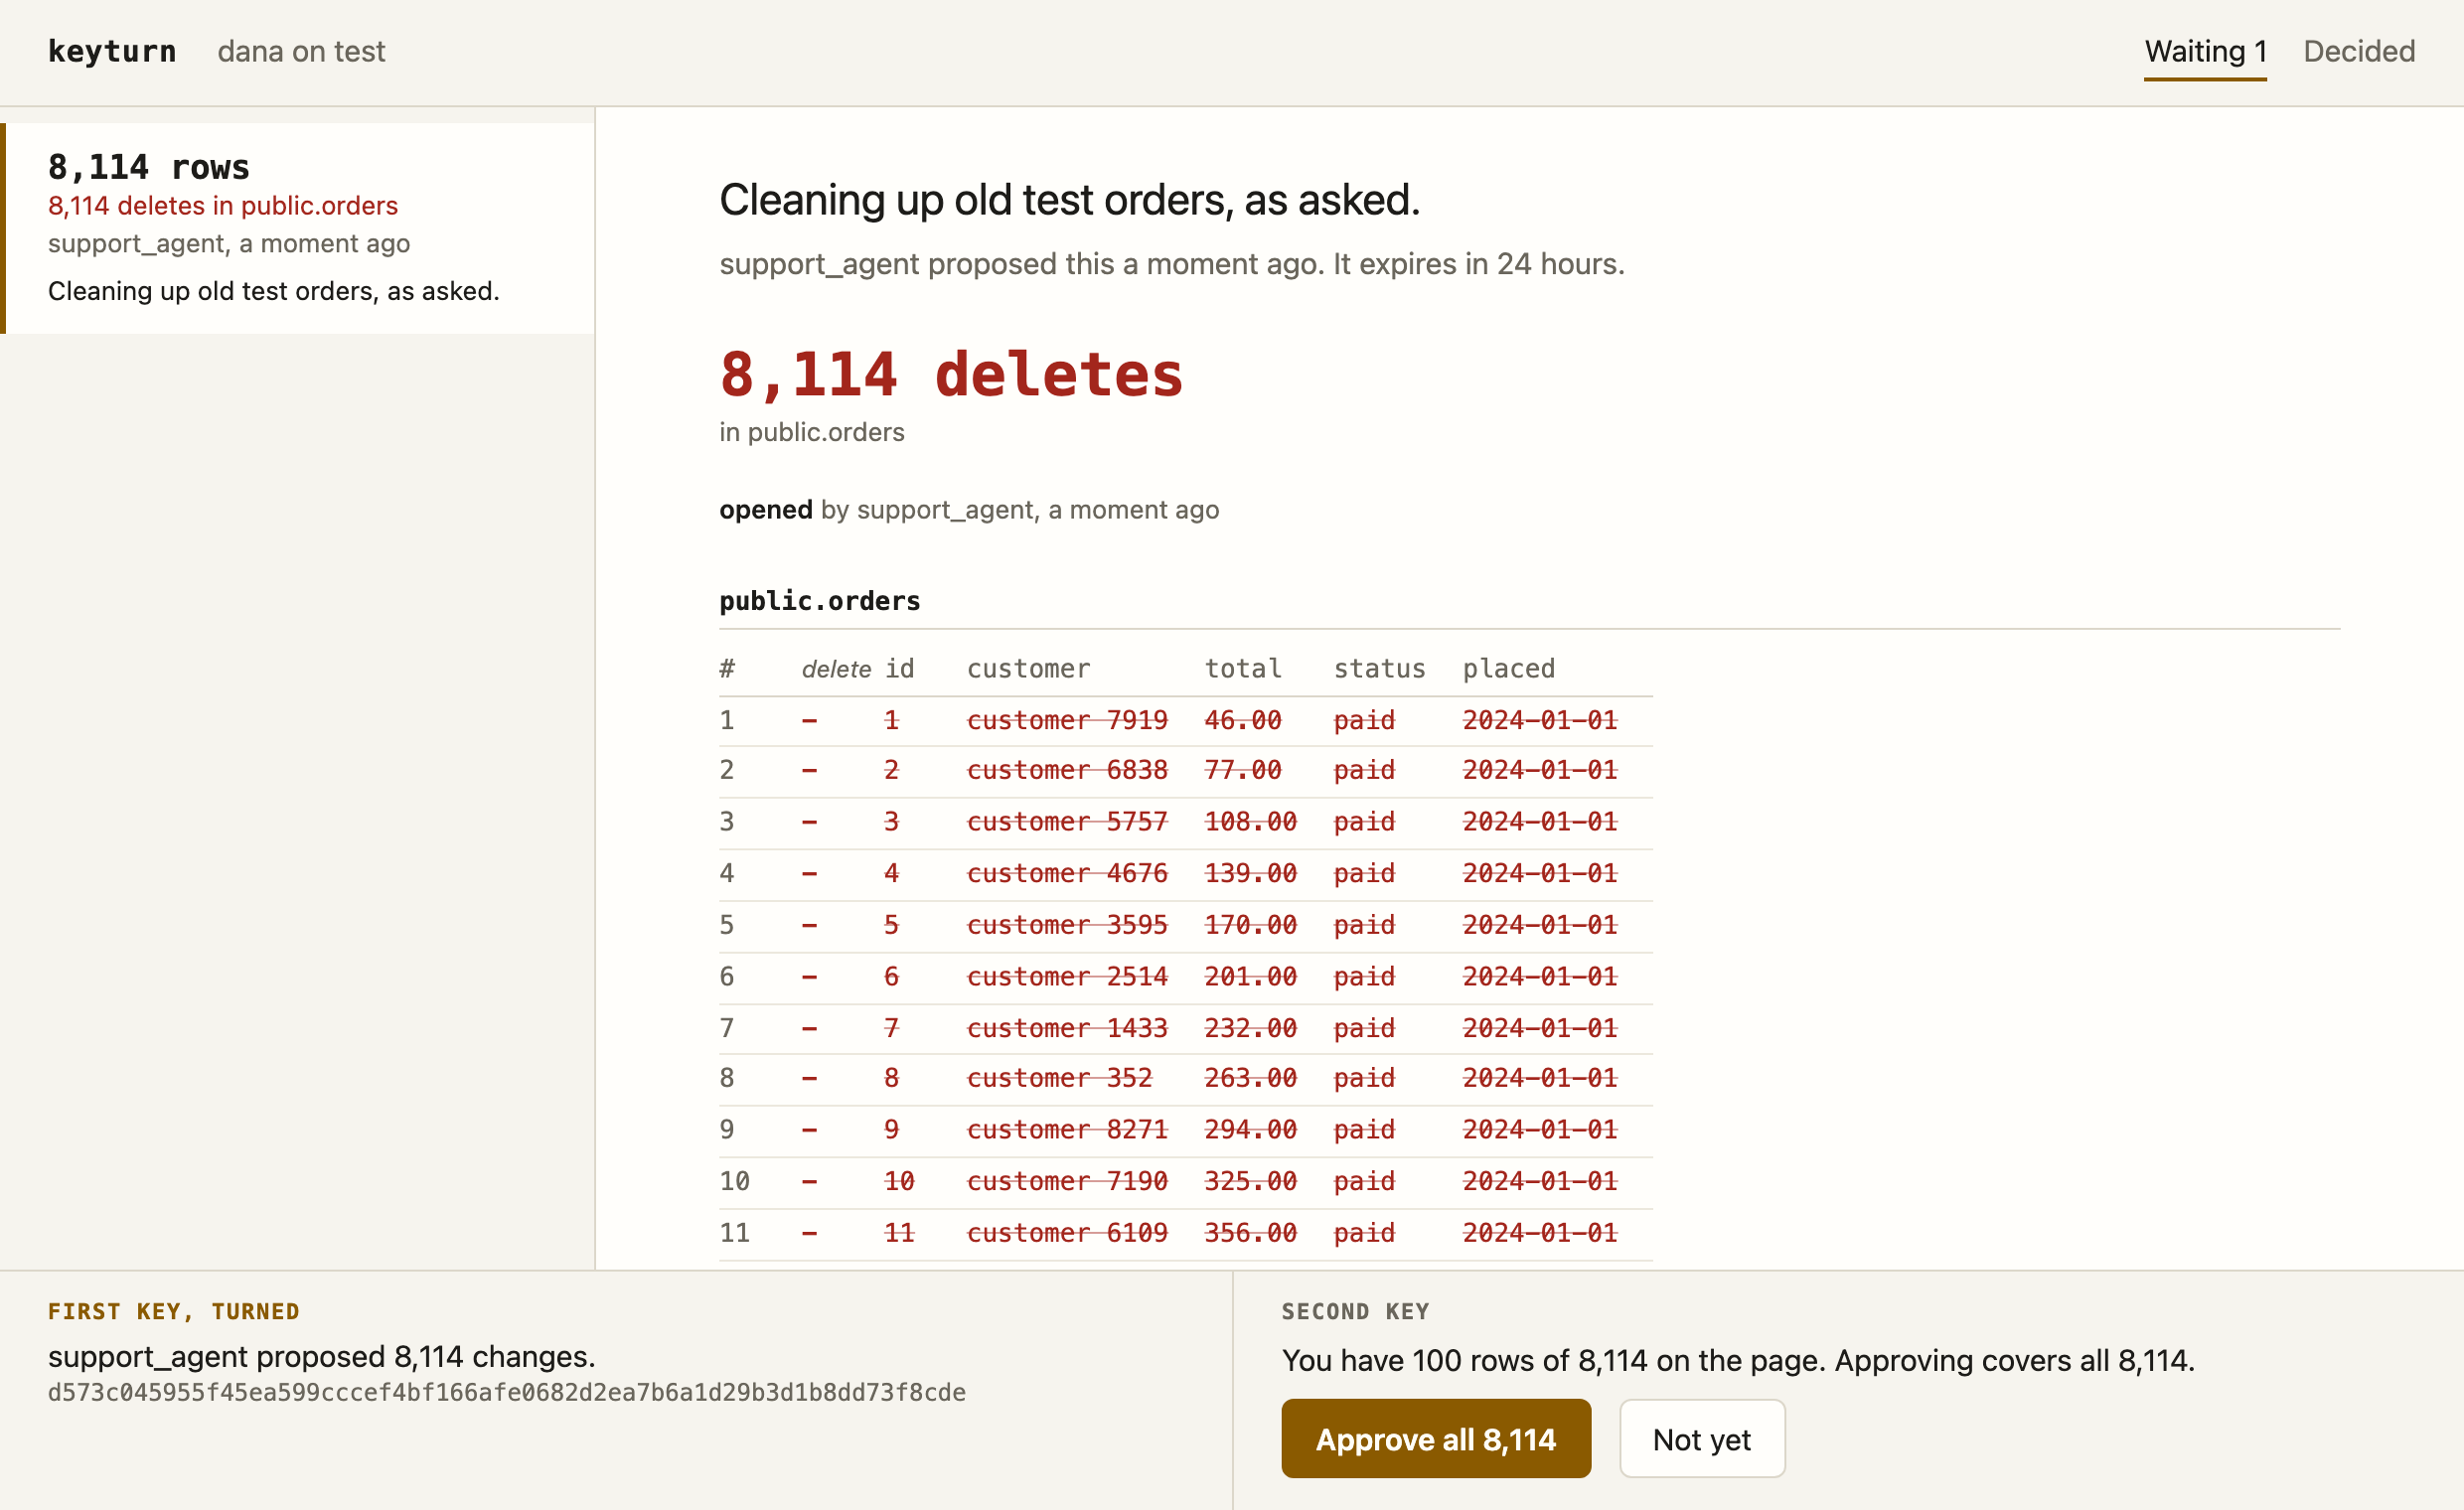 keyturn dana on test Waiting 1 Decided
8,114 rows
8,114 deletes in public.orders
support_agent, a moment ago
Cleaning up old test orders, as asked.
Cleaning up old test orders, as asked.
support_agent proposed this a moment ago. It expires in 24 hours.
8,114 deletes
in public.orders
opened by support_agent, a moment ago
public.orders
# delete id customer total status placed
1 – 1 customer 7919 46.00 paid 2024-01-01
2 – 2 customer 6838 77.00 paid 2024-01-01
3 – 3 customer 5757 108.00 paid 2024-01-01
4 – 4 customer 4676 139.00 paid 2024-01-01
5 – 5 customer 3595 170.00 paid 2024-01-01
6 – 6 customer 2514 201.00 paid 2024-01-01
7 – 7 customer 1433 232.00 paid 2024-01-01
8 – 8 customer 352 263.00 paid 2024-01-01
9 – 9 customer 8271 294.00 paid 2024-01-01
10 – 10 customer 7190 325.00 paid 2024-01-01
11 – 11 customer 6109 356.00 paid 2024-01-01
FIRST KEY, TURNED
support_agent proposed 8,114 changes.
d573c045955f45ea599cccef4bf166afe0682d2ea7b6a1d29b3d1b8dd73f8cde
SECOND KEY
You have 100 rows of 8,114 on the page. Approving covers all 8,114.
Approve all 8,114 Not yet